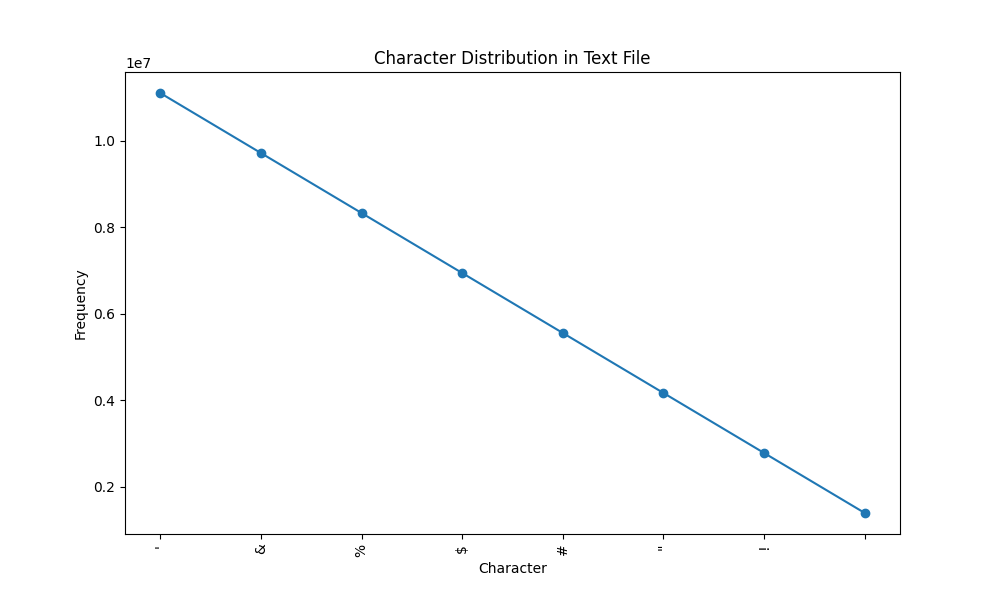 Character Distribution in Text File
1e7
1.0
0.8
0.6
0.4
0.2
Frequency
' & % $ # " !
Character